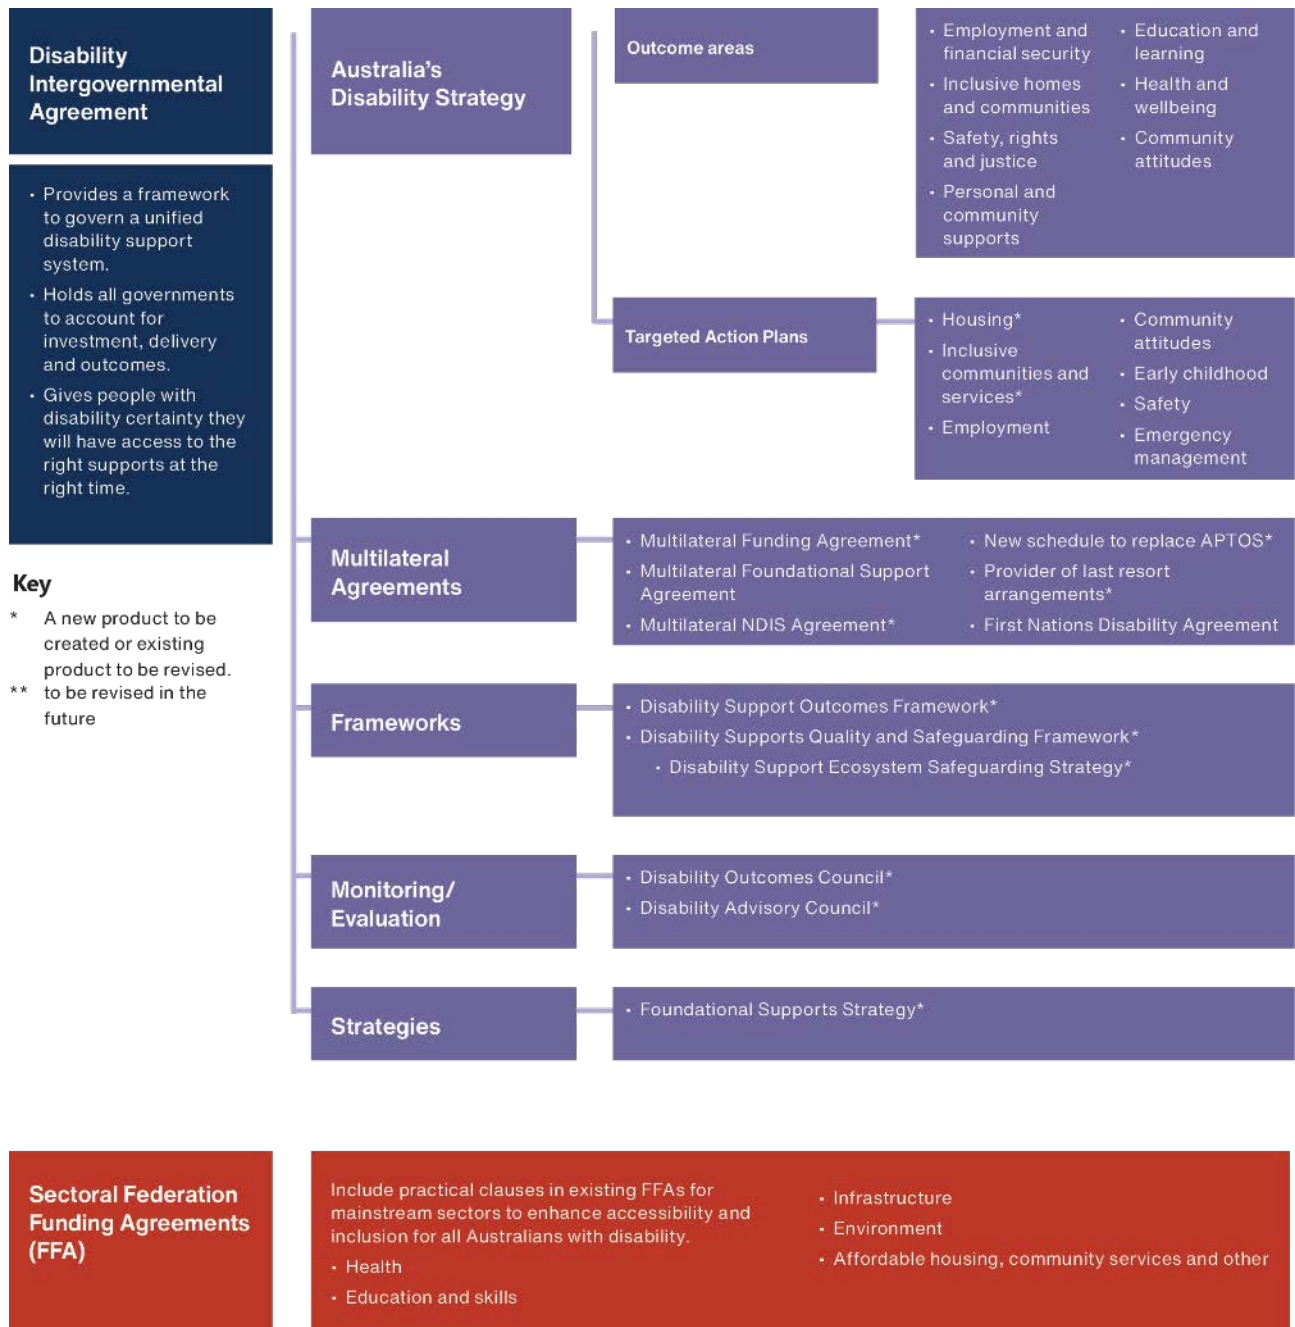 Disability
Intergovernmental
Agreement
• Provides a framework
to govern a unified
disability support
system.
• Holds all governments
to account for
investment, delivery
and outcomes.
• Gives people with
disability certainty they
will have access to the
right supports at the
right time.
Key
* A new product to be
created or existing
product to be revised.
** to be revised in the
future
Australia's
Disability Strategy
Outcome areas
• Employment and
financial security
• Inclusive homes
and communities
• Safety, rights
and justice
• Personal and
community
supports
• Education and
learning
• Health and
wellbeing
• Community
attitudes
Targeted Action Plans
• Housing*
• Inclusive
communities and
services*
• Employment
• Community
attitudes
• Early childhood
• Safety
• Emergency
management
Multilateral
Agreements
• Multilateral Funding Agreement*
• Multilateral Foundational Support
Agreement
• Multilateral NDIS Agreement*
• New schedule to replace APTOS*
• Provider of last resort
arrangements*
• First Nations Disability Agreement
Frameworks
• Disability Support Outcomes Framework*
• Disability Supports Quality and Safeguarding Framework*
• Disability Support Ecosystem Safeguarding Strategy*
Monitoring/
Evaluation
• Disability Outcomes Council*
• Disability Advisory Council*
Strategies
• Foundational Supports Strategy*
Sectoral Federation
Funding Agreements
(FFA)
Include practical clauses in existing FFAs for
mainstream sectors to enhance accessibility and
inclusion for all Australians with disability.
• Health
• Education and skills
• Infrastructure
• Environment
• Affordable housing, community services and other